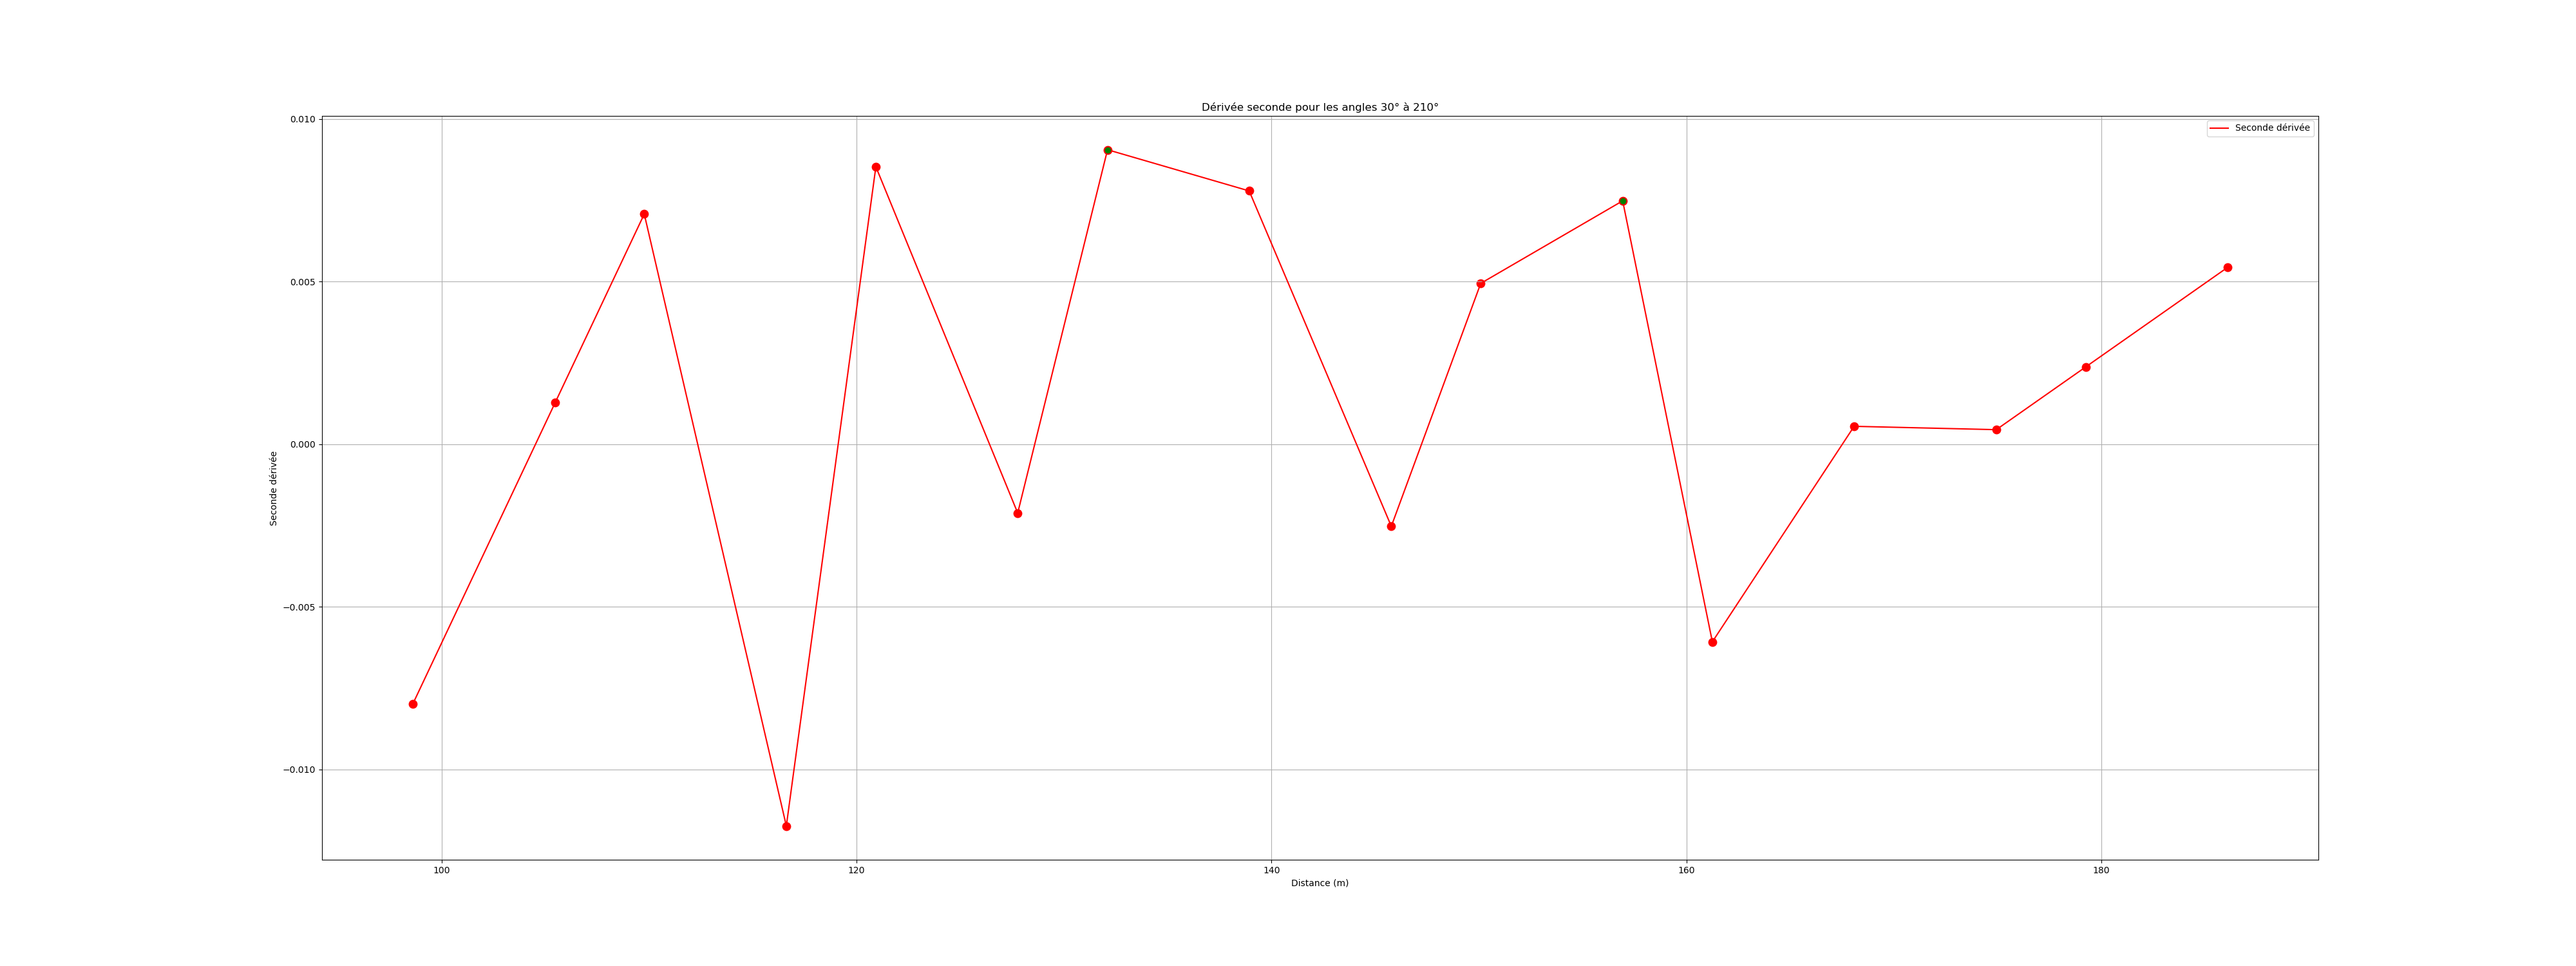 Dérivée seconde pour les angles 30° à 210°
Seconde dérivée
0.010
0.005
0.000
−0.005
−0.010
Seconde dérivée
100
120
140
160
180
Distance (m)